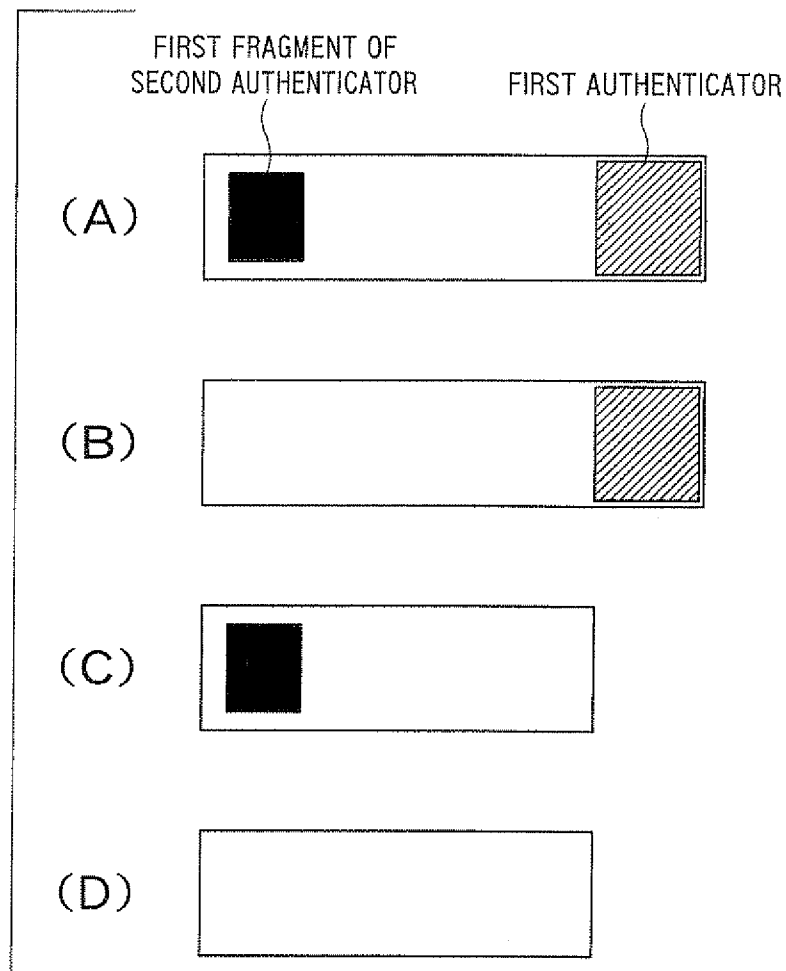 FIRST FRAGMENT OF
SECOND AUTHENTICATOR
FIRST AUTHENTICATOR
(A)
(B)
(C)
(D)